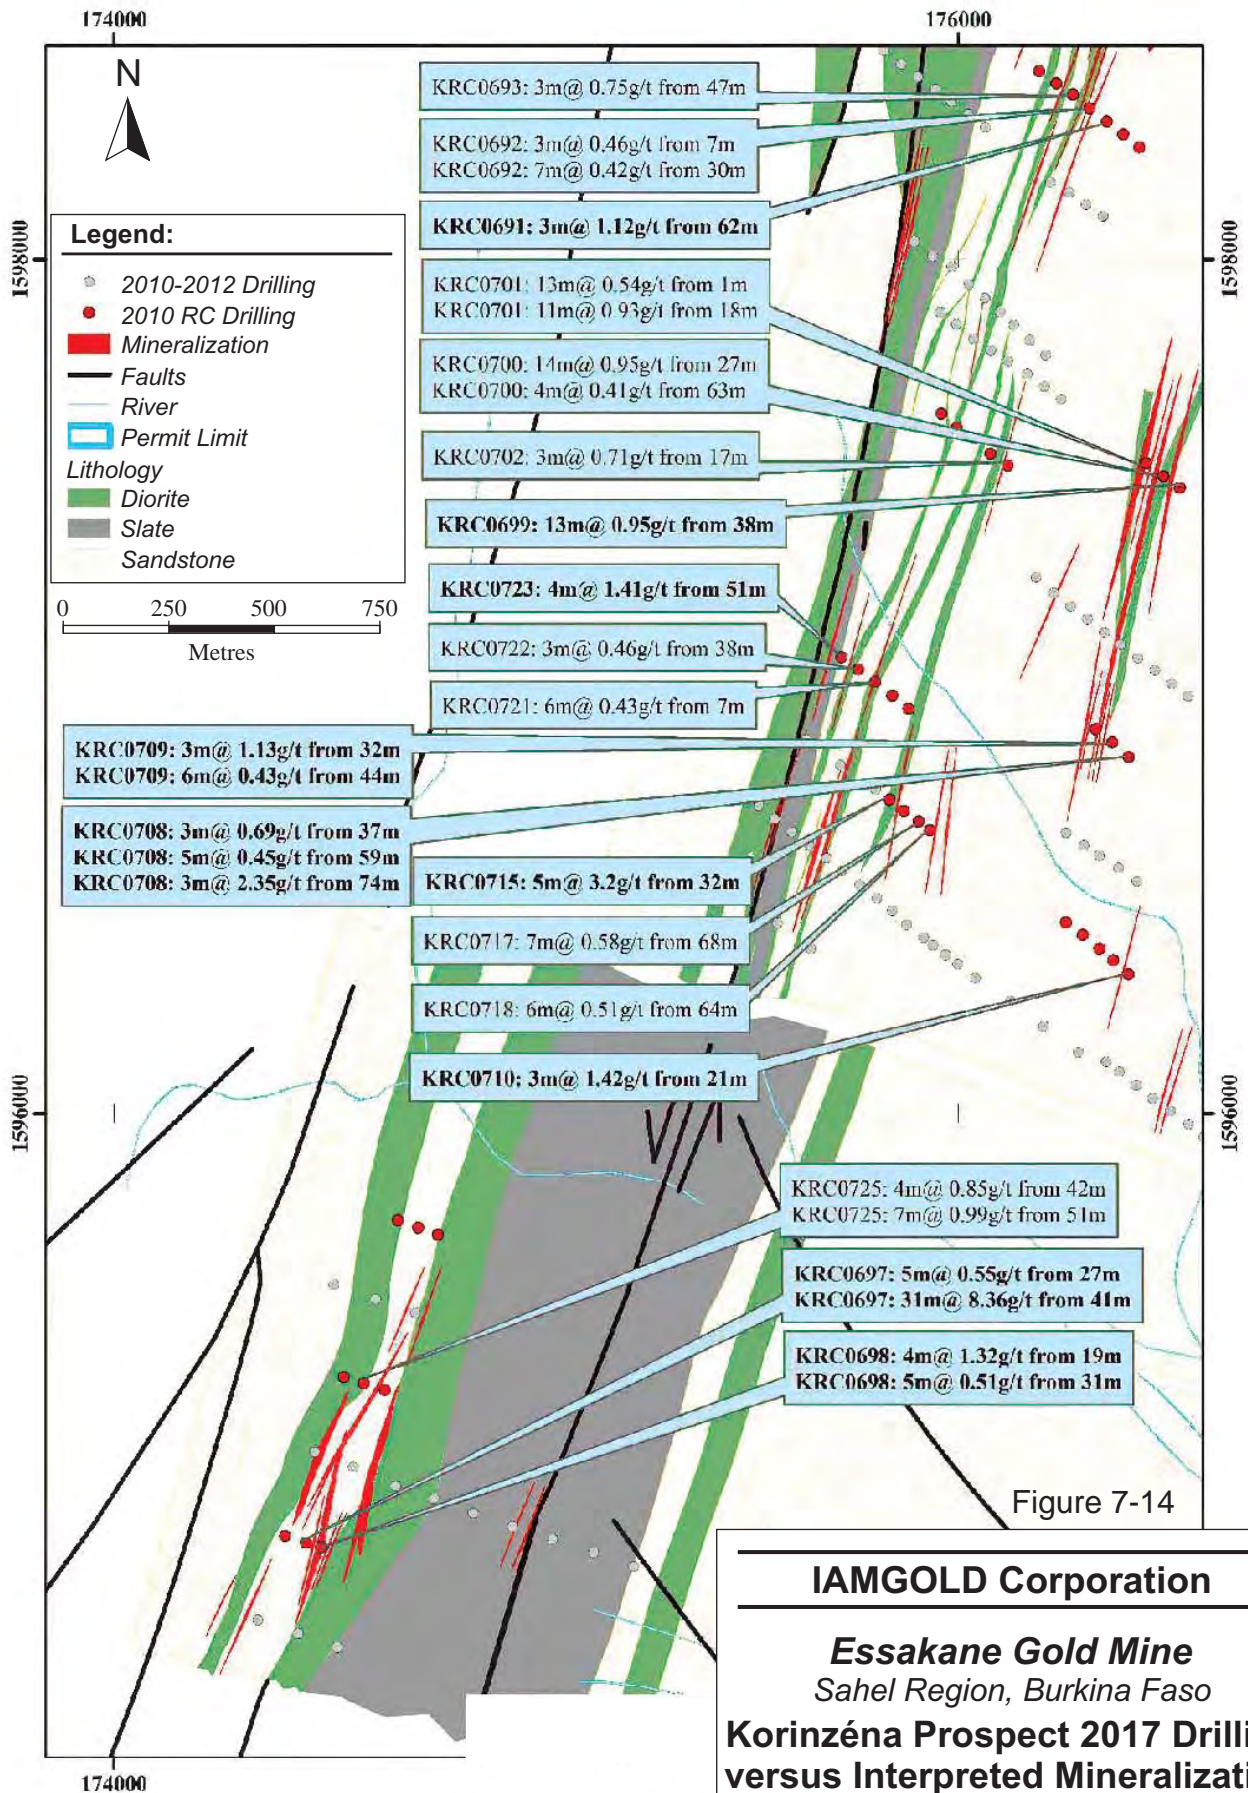 174000
176000
N
KRC0693: 3m@ 0.75g/t from 47m
KRC0692: 3m@ 0.46g/t from 7m
KRC0692: 7m@ 0.42g/t from 30m
KRC0691: 3m@ 1.12g/t from 62m
1598000
1598000
Legend:
2010-2012 Drilling
2010 RC Drilling
Mineralization
Faults
River
Permit Limit
Lithology
Diorite
Slate
Sandstone
0 250 500 750
Metres
KRC0701: 13m@ 0.54g/t from 1m
KRC0701: 11m@ 0.93g/t from 18m
KRC0700: 14m@ 0.95g/t from 27m
KRC0700: 4m@ 0.41g/t from 63m
KRC0702: 3m@ 0.71g/t from 17m
KRC0699: 13m@ 0.95g/t from 38m
KRC0723: 4m@ 1.41g/t from 51m
KRC0722: 3m@ 0.46g/t from 38m
KRC0721: 6m@ 0.43g/t from 7m
KRC0709: 3m@ 1.13g/t from 32m
KRC0709: 6m@ 0.43g/t from 44m
KRC0708: 3m@ 0.69g/t from 37m
KRC0708: 5m@ 0.45g/t from 59m
KRC0708: 3m@ 2.35g/t from 74m
KRC0715: 5m@ 3.2g/t from 32m
KRC0717: 7m@ 0.58g/t from 68m
KRC0718: 6m@ 0.51g/t from 64m
KRC0710: 3m@ 1.42g/t from 21m
1596000
1596000
KRC0725: 4m@ 0.85g/t from 42m
KRC0725: 7m@ 0.99g/t from 51m
KRC0697: 5m@ 0.55g/t from 27m
KRC0697: 31m@ 8.36g/t from 41m
KRC0698: 4m@ 1.32g/t from 19m
KRC0698: 5m@ 0.51g/t from 31m
Figure 7-14
IAMGOLD Corporation
Essakane Gold Mine
Sahel Region, Burkina Faso
Korinzéna Prospect 2017 Drilli
versus Interpreted Mineralizati
174000